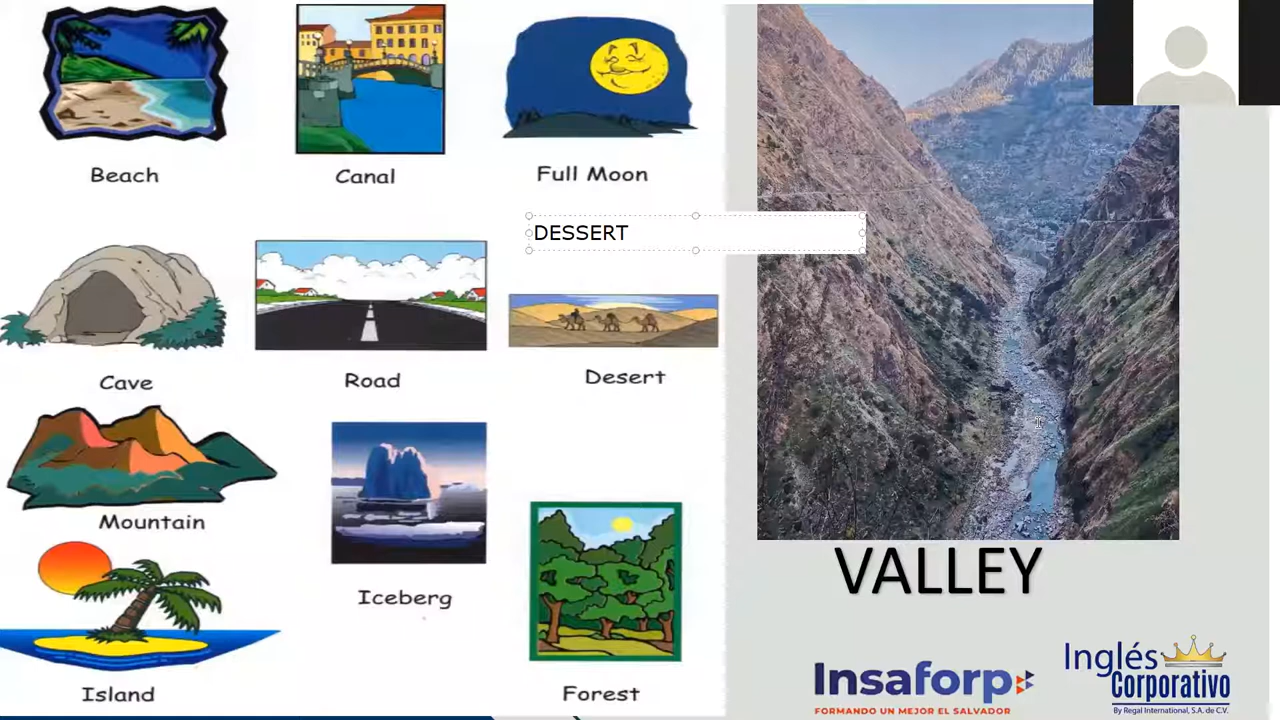 Beach
Canal
Full Moon
DESSERT
Cave
Road
Desert
Mountain
Iceberg
Island
Forest
VALLEY
Insaforp
FORMANDO UN MEJOR EL SALVADOR
Inglés
Corporativo
By Regal International, S.A. de C.V.